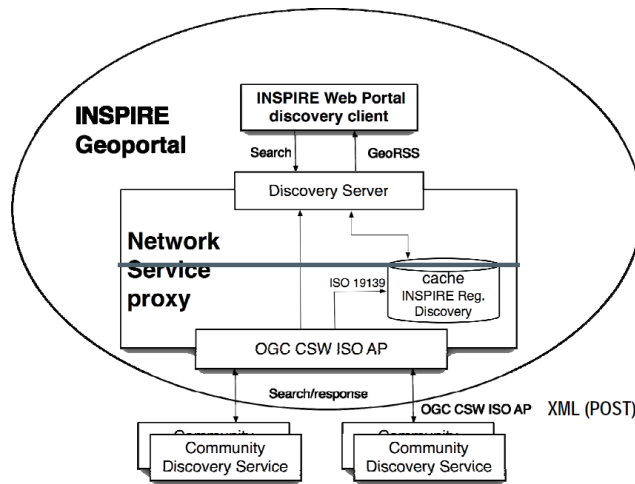 INSPIRE Web Portal
discovery client
INSPIRE
Geoportal
Search
GeoRSS
Discovery Server
Network
Service
proxy
cache
INSPIRE Reg.
Discovery
ISO 19139
OGC CSW ISO AP
Search/response
OGC CSW ISO AP XML (POST)
Community
Community
Discovery Service
Community
Community
Discovery Service